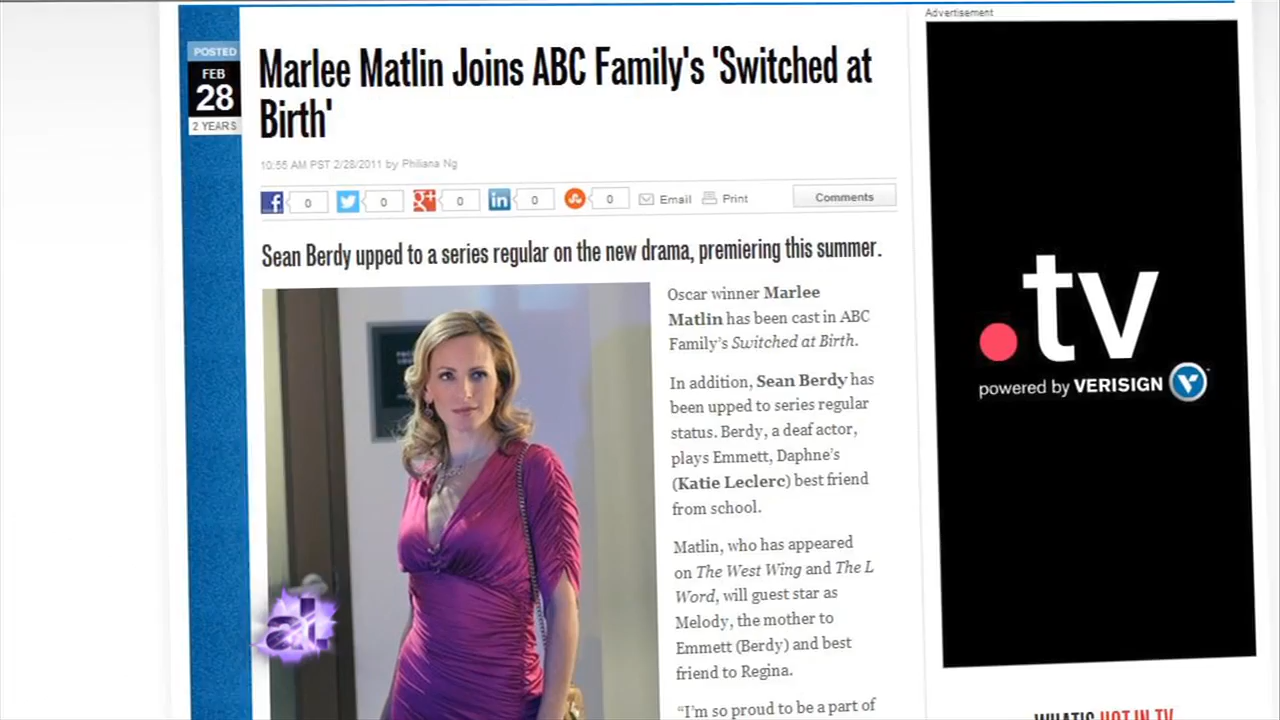 Advertisement
POSTED
FEB
28
2 YEARS
Marlee Matlin Joins ABC Family's 'Switched at
Birth'
10:55 AM PST 2/28/2011 by Philiana Ng
0 0 0 0 0 Email Print Comments
Sean Berdy upped to a series regular on the new drama, premiering this summer.
Oscar winner Marlee
Matlin has been cast in ABC
Family's Switched at Birth.
In addition, Sean Berdy has
been upped to series regular
status. Berdy, a deaf actor,
plays Emmett, Daphne's
(Katie Leclerc) best friend
from school.
Matlin, who has appeared
on The West Wing and The L
Word, will guest star as
Melody, the mother to
Emmett (Berdy) and best
friend to Regina.
"I'm so proud to be a part of
.tv
powered by VERISIGN
al
WHAT'S HOT IN TV